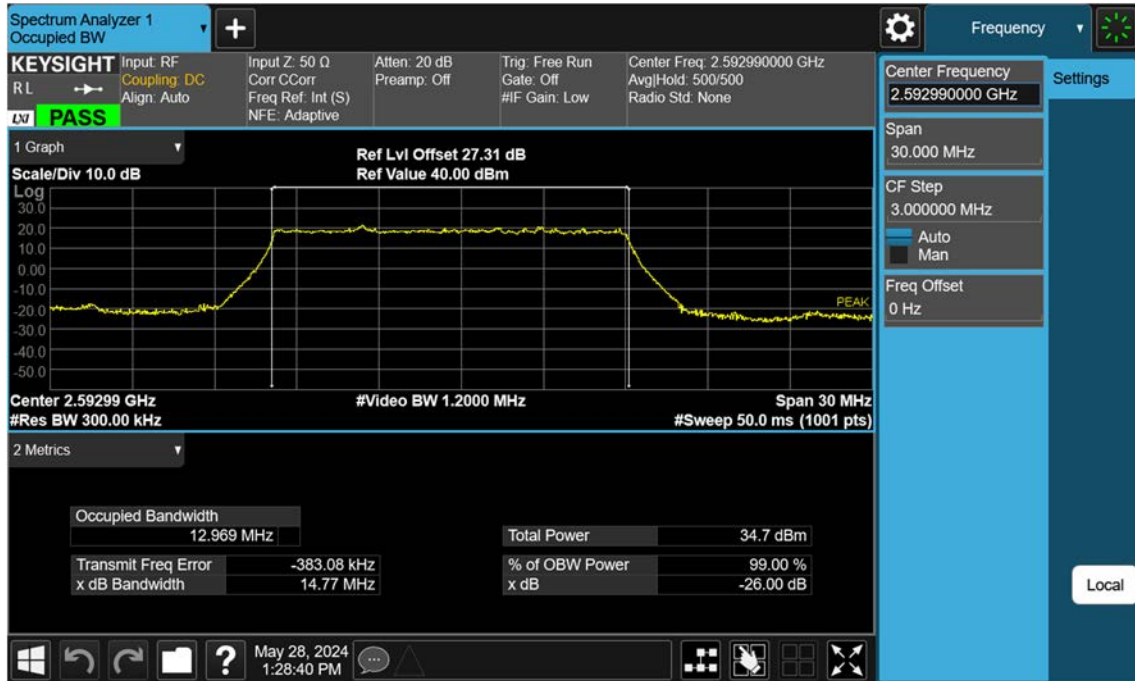 Spectrum Analyzer 1
Occupied BW
Frequency
KEYSIGHT
RL
LXI PASS
Input: RF
Coupling: DC
Align: Auto
Input Z: 50 Ω
Corr CCorr
Freq Ref: Int (S)
NFE: Adaptive
Atten: 20 dB
Preamp: Off
Trig: Free Run
Gate: Off
#IF Gain: Low
Center Freq: 2.592990000 GHz
Avg|Hold: 500/500
Radio Std: None
Center Frequency
2.592990000 GHz
Settings
Span
30.000 MHz
CF Step
3.000000 MHz
Auto
Man
Freq Offset
0 Hz
Local
1 Graph
Scale/Div 10.0 dB
Ref Lvl Offset 27.31 dB
Ref Value 40.00 dBm
Log
30.0
20.0
10.0
0.00
-10.0
-20.0
-30.0
-40.0
-50.0
PEAK
Center 2.59299 GHz
#Video BW 1.2000 MHz
Span 30 MHz
#Res BW 300.00 kHz
#Sweep 50.0 ms (1001 pts)
2 Metrics
Occupied Bandwidth
12.969 MHz
Total Power 34.7 dBm
Transmit Freq Error -383.08 kHz
% of OBW Power 99.00 %
x dB Bandwidth 14.77 MHz
x dB -26.00 dB
May 28, 2024
1:28:40 PM